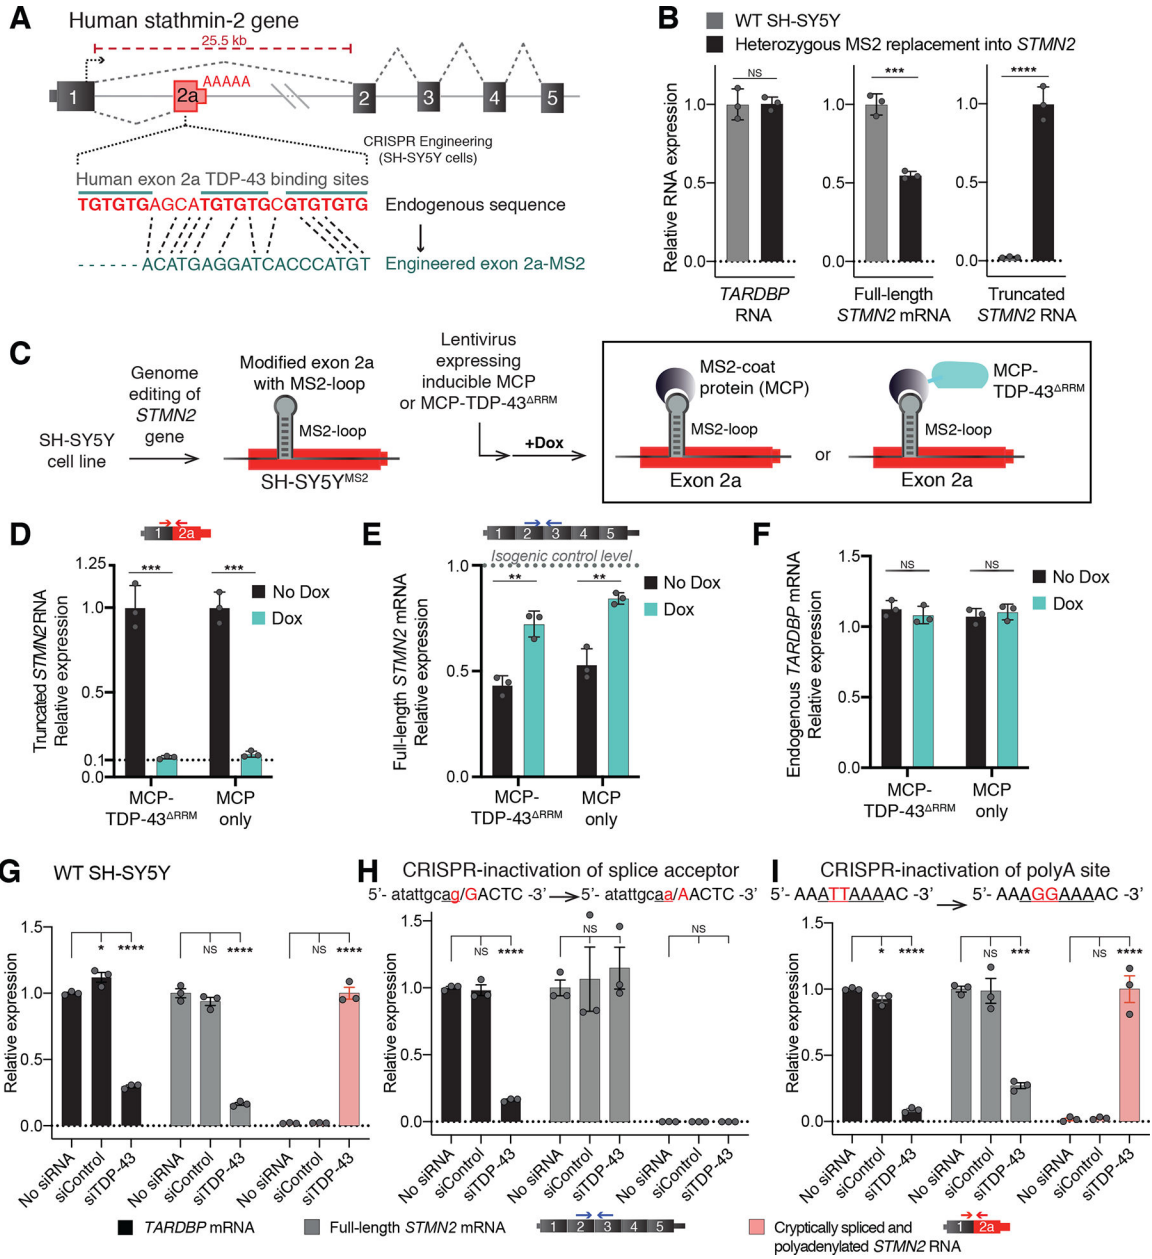 A
Human stathmin-2 gene
25.5 kb
AAAAA
1
2a
2
3
4
5
CRISPR Engineering
(SH-SY5Y cells)
Human exon 2a TDP-43 binding sites
TGTGTGAGCATGTGTGCGTGTGTG
Endogenous sequence
- - - - - - ACATGAGGATCACCCATGT
Engineered exon 2a-MS2
B
WT SH-SY5Y
Heterozygous MS2 replacement into STMN2
Relative RNA expression
NS
1.0
0.5
0.0
TARDBP
RNA
***
1.0
0.5
0.0
Full-length
STMN2 mRNA
****
1.0
0.5
0.0
Truncated
STMN2 RNA
C
SH-SY5Y
cell line
Genome
editing of
STMN2
gene
Modified exon 2a
with MS2-loop
MS2-loop
SH-SY5YMS2
Lentivirus
expressing
inducible MCP
or MCP-TDP-43ΔRRM
+Dox
MS2-coat
protein (MCP)
MS2-loop
Exon 2a
or
MCP-
TDP-43ΔRRM
MS2-loop
Exon 2a
D
1
2a
Truncated STMN2 RNA
Relative expression
1.25
1.0
0.5
0.1
0.0
***
***
No Dox
Dox
MCP-
TDP-43ΔRRM
MCP
only
E
1 2 3 4 5
Isogenic control level
Full-length STMN2 mRNA
Relative expression
1.0
0.5
0.0
**
**
No Dox
Dox
MCP-
TDP-43ΔRRM
MCP
only
F
Endogenous TARDBP mRNA
Relative expression
1.5
1.0
0.5
0.0
NS
NS
No Dox
Dox
MCP-
TDP-43ΔRRM
MCP
only
G
WT SH-SY5Y
Relative expression
1.5
1.0
0.5
0.0
* ****
NS ****
NS ****
No siRNA
siControl
siTDP-43
No siRNA
siControl
siTDP-43
No siRNA
siControl
siTDP-43
H
CRISPR-inactivation of splice acceptor
5'- atattgcag/GGACTC -3' 5'- atattgcaa/AAACTC -3'
Relative expression
1.5
1.0
0.5
0.0
NS ****
NS
NS
No siRNA
siControl
siTDP-43
No siRNA
siControl
siTDP-43
No siRNA
siControl
siTDP-43
I
CRISPR-inactivation of polyA site
5'- AAATTAAAAC -3' 5'- AAAGGAAAAC -3'
Relative expression
1.5
1.0
0.5
0.0
* ****
NS ***
NS ****
No siRNA
siControl
siTDP-43
No siRNA
siControl
siTDP-43
No siRNA
siControl
siTDP-43
TARDBP mRNA
Full-length STMN2 mRNA
1 2 3 4 5
Cryptically spliced and
polyadenylated STMN2 RNA
1 2a